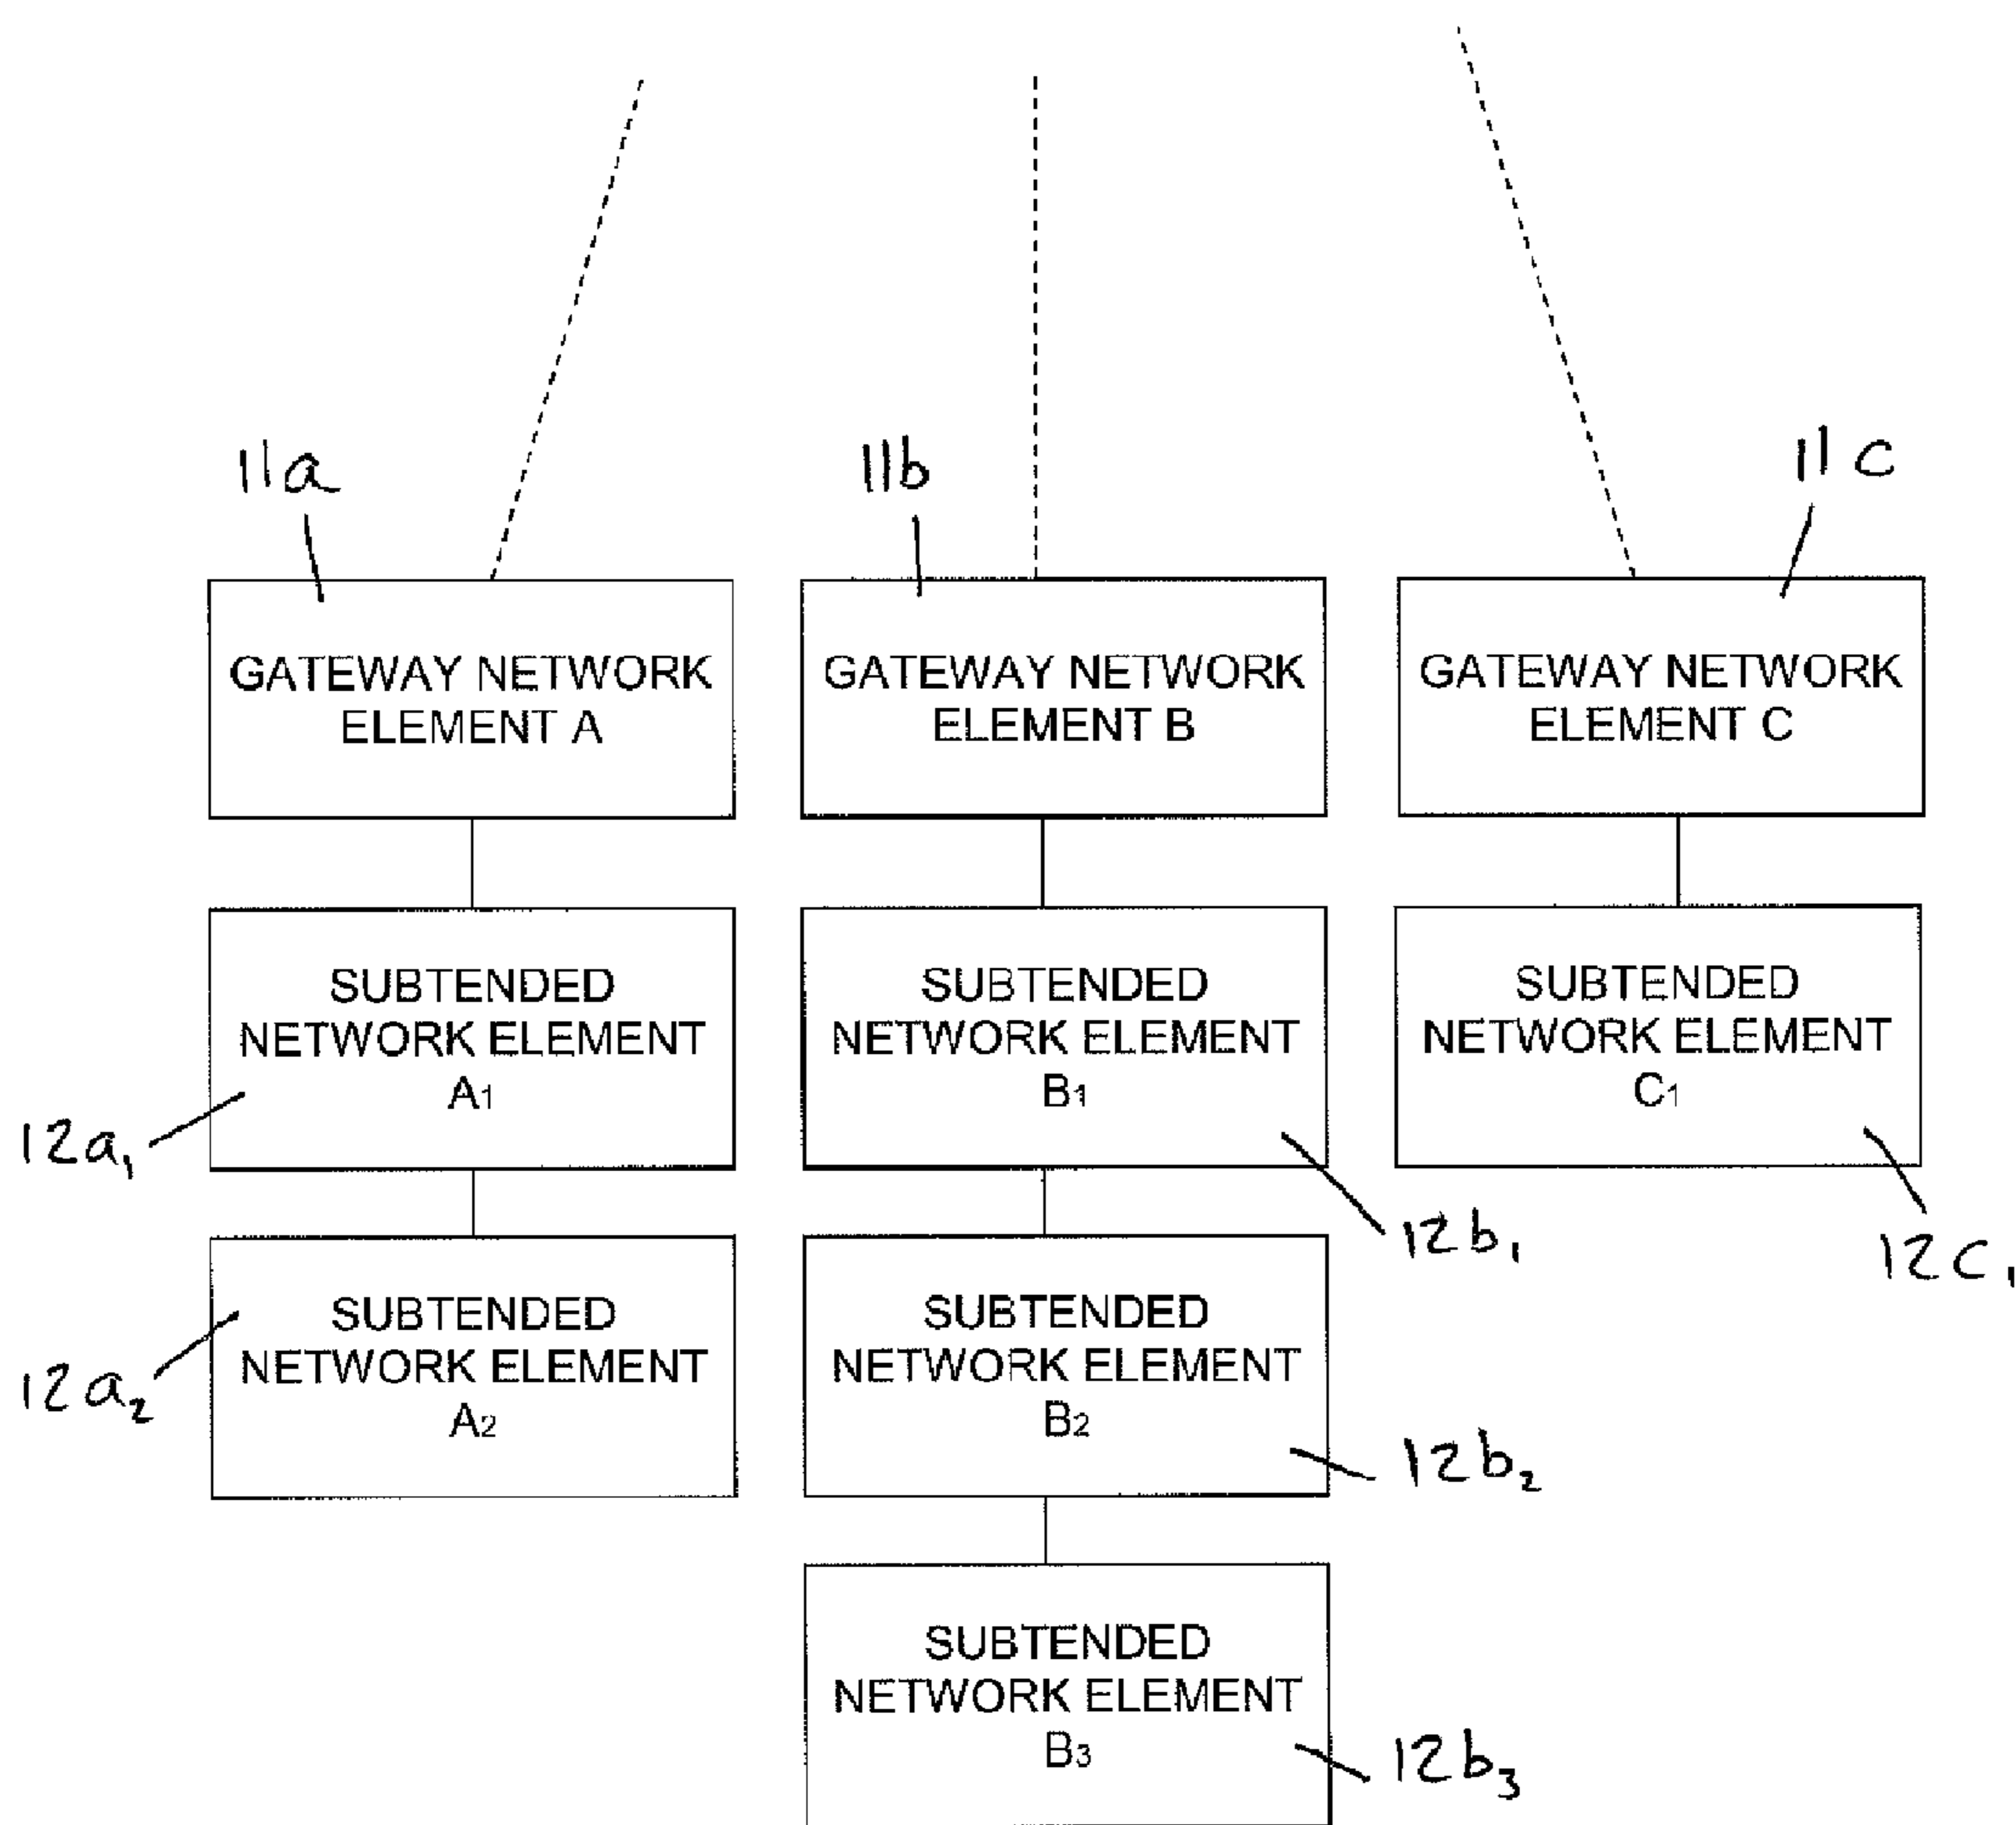 11a
11b
11c
GATEWAY NETWORK
ELEMENT A
GATEWAY NETWORK
ELEMENT B
GATEWAY NETWORK
ELEMENT C
SUBTENDED
NETWORK ELEMENT
A1
SUBTENDED
NETWORK ELEMENT
B1
SUBTENDED
NETWORK ELEMENT
C1
12a1
12b1
12c1
SUBTENDED
NETWORK ELEMENT
A2
SUBTENDED
NETWORK ELEMENT
B2
12a2
12b2
SUBTENDED
NETWORK ELEMENT
B3
12b3